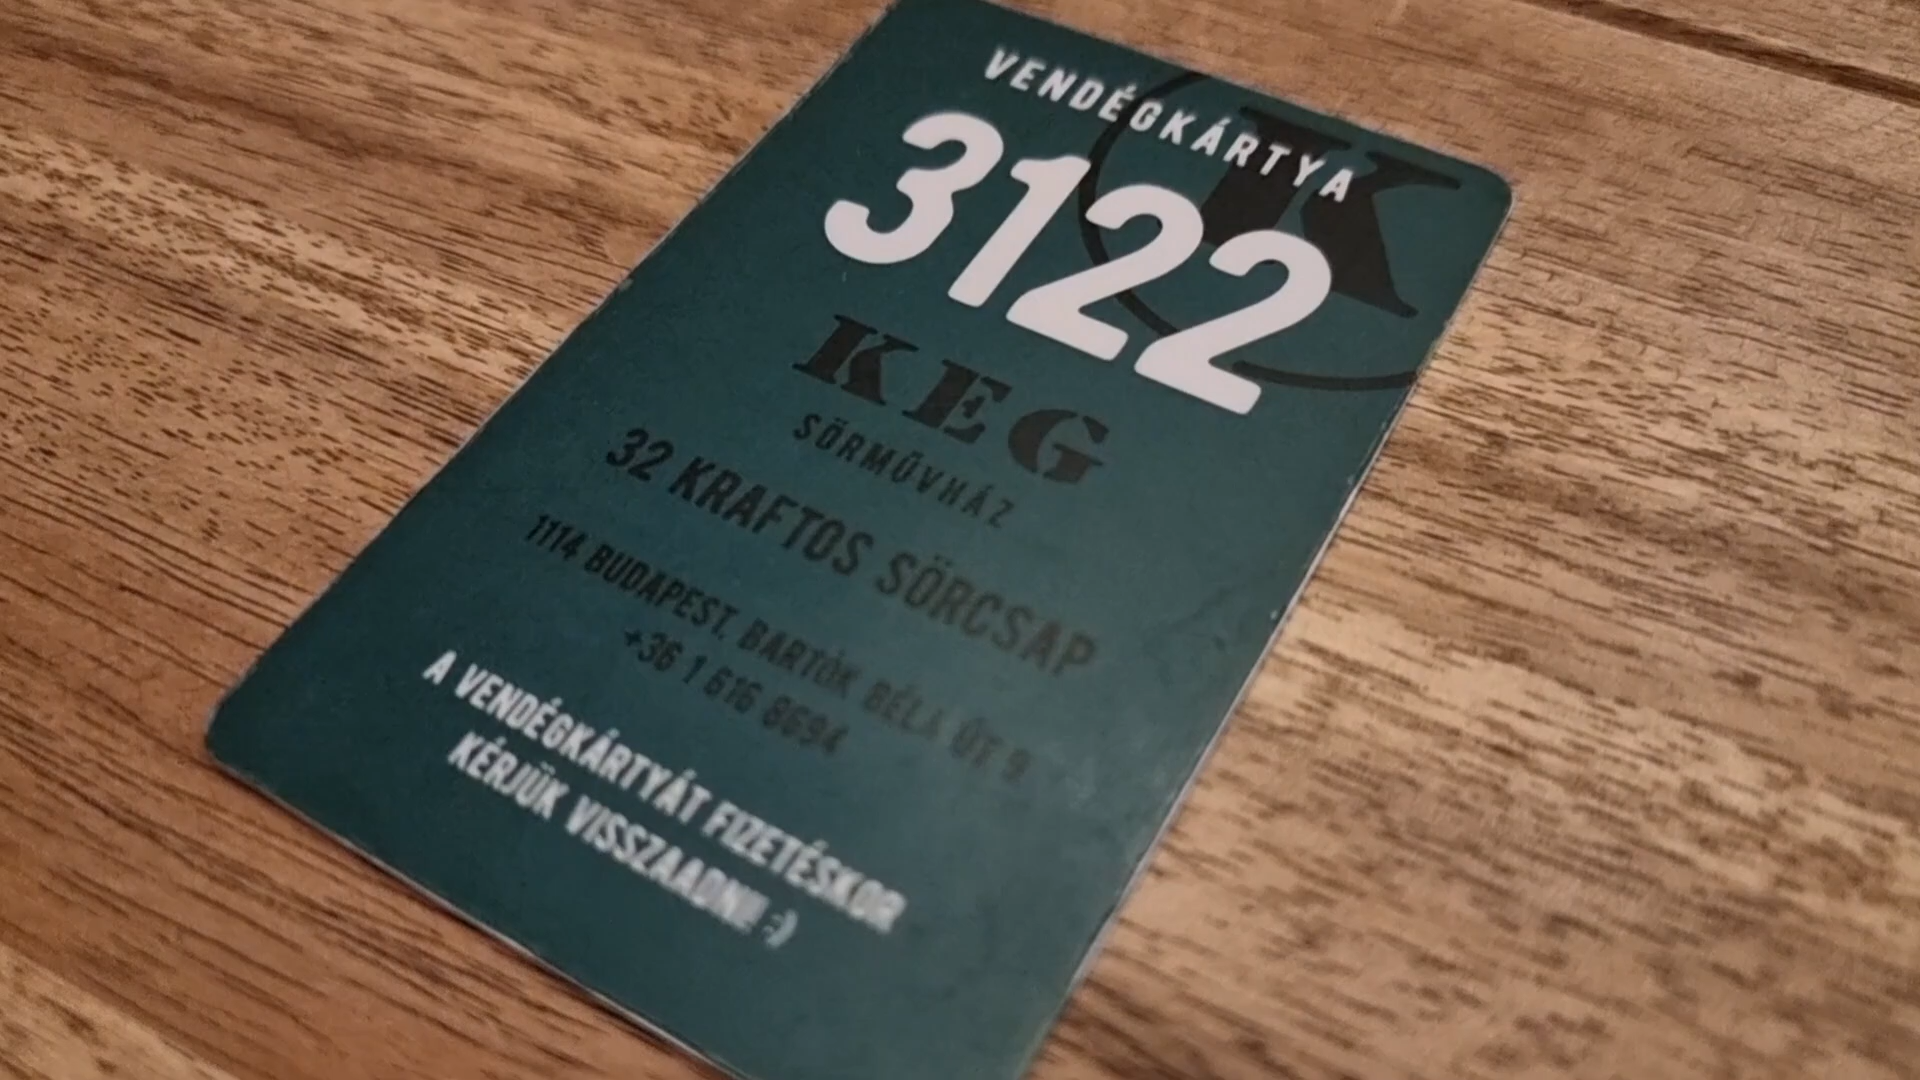 VENDÉGKÁRTYA
3122
KEG
SÖRMŰVHÁZ
32 KRAFTOS SÖRCSAP
1114 BUDAPEST, BARTÓK BÉLA ÚT 9
+36 1 616 8694
A VENDÉGKÁRTYÁT FIZETÉSKOR
KÉRJÜK VISSZAADNI! :)